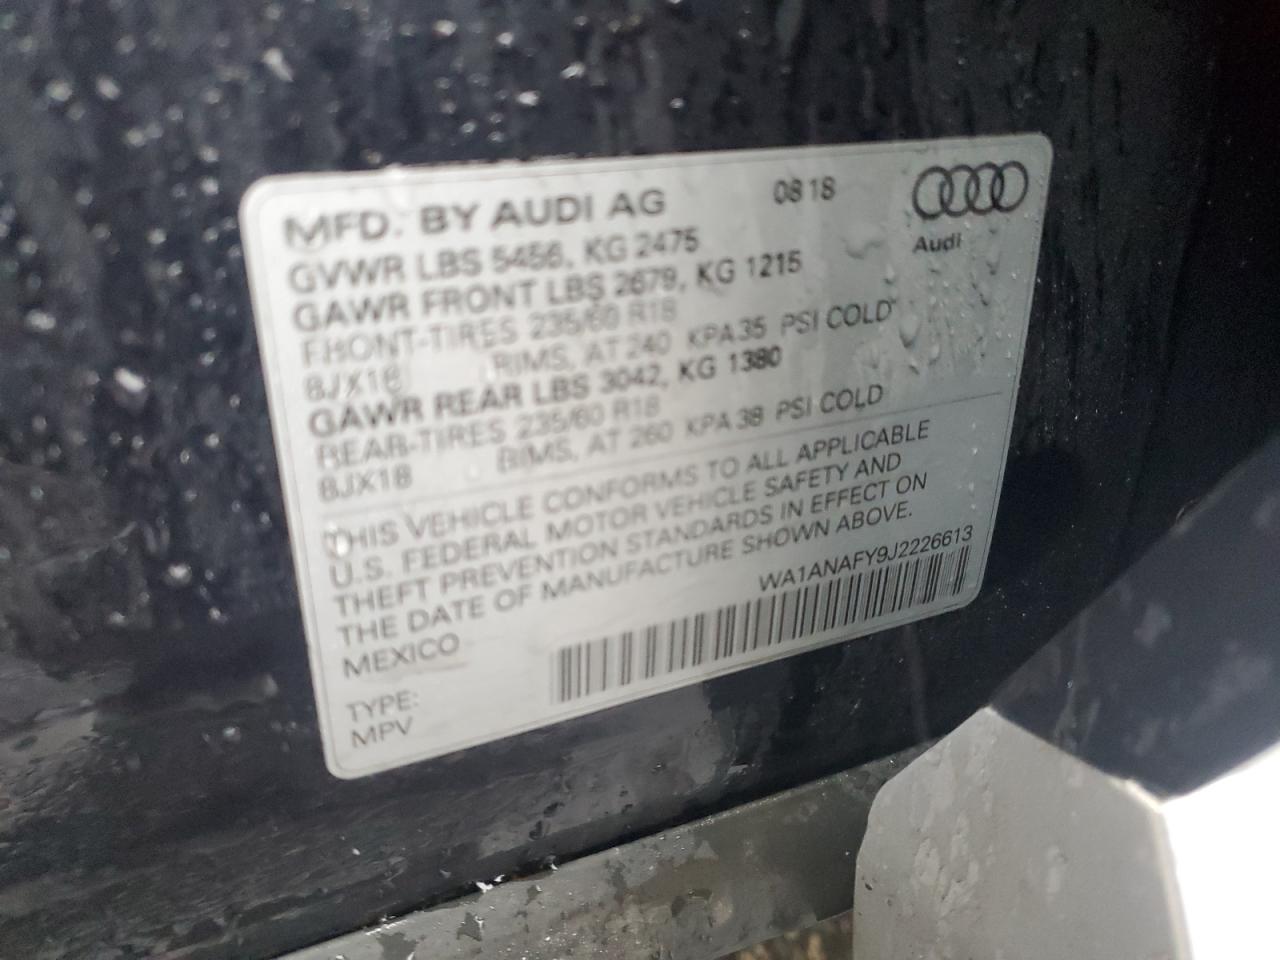 MFD. BY AUDI AG 08 18
Audi
GVWR LBS 5456, KG 2475
GAWR FRONT LBS 2679, KG 1215
FRONT-TIRES 235/60 R18
8JX18 RIMS, AT 240 KPA 35 PSI COLD
GAWR REAR LBS 3042, KG 1380
REAR-TIRES 235/60 R18
8JX18 RIMS, AT 260 KPA 38 PSI COLD
THIS VEHICLE CONFORMS TO ALL APPLICABLE
U.S. FEDERAL MOTOR VEHICLE SAFETY AND
THEFT PREVENTION STANDARDS IN EFFECT ON
THE DATE OF MANUFACTURE SHOWN ABOVE.
MEXICO WA1ANAFY9J2226613
TYPE:
MPV